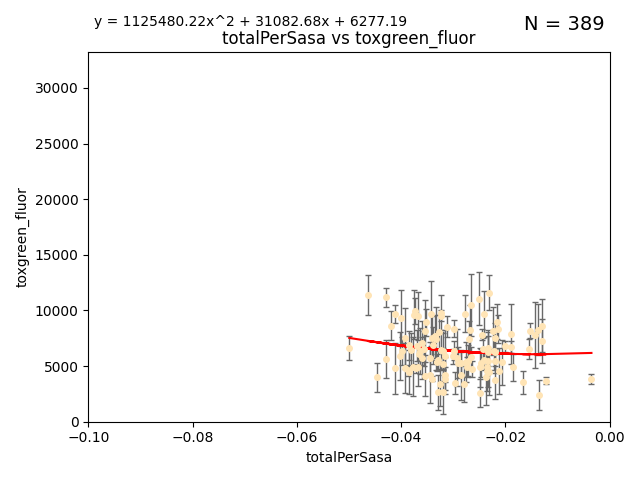 y = 1125480.22x^2 + 31082.68x + 6277.19
N = 389
totalPerSasa vs toxgreen_fluor
30000
25000
20000
15000
10000
5000
0
toxgreen_fluor
−0.10
−0.08
−0.06
−0.04
−0.02
0.00
totalPerSasa